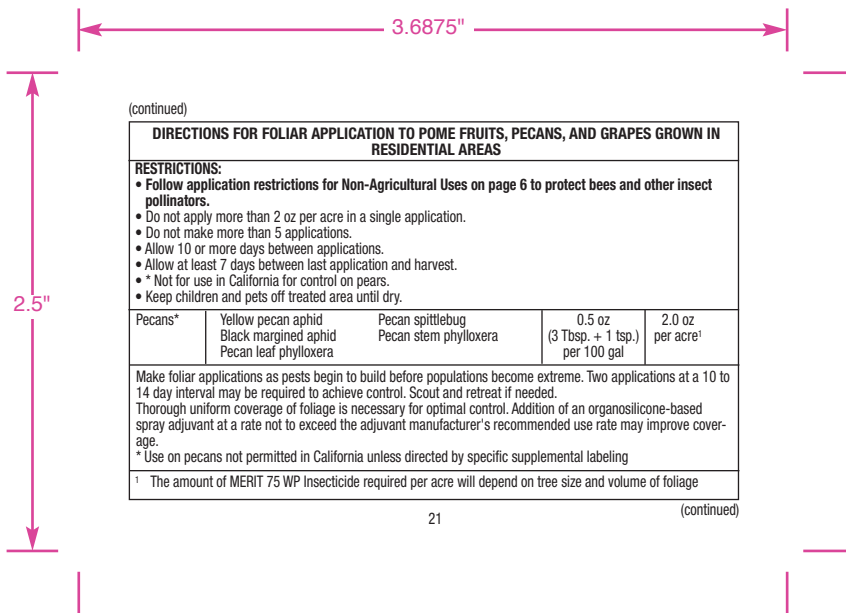 3.6875"
2.5"
(continued)
DIRECTIONS FOR FOLIAR APPLICATION TO POME FRUITS, PECANS, AND GRAPES GROWN IN
RESIDENTIAL AREAS
RESTRICTIONS:
• Follow application restrictions for Non-Agricultural Uses on page 6 to protect bees and other insect
pollinators.
• Do not apply more than 2 oz per acre in a single application.
• Do not make more than 5 applications.
• Allow 10 or more days between applications.
• Allow at least 7 days between last application and harvest.
• * Not for use in California for control on pears.
• Keep children and pets off treated area until dry.
Pecans* Yellow pecan aphid Pecan spittlebug 0.5 oz 2.0 oz
Black margined aphid Pecan stem phylloxera (3 Tbsp. + 1 tsp.) per acre¹
Pecan leaf phylloxera per 100 gal
Make foliar applications as pests begin to build before populations become extreme. Two applications at a 10 to
14 day interval may be required to achieve control. Scout and retreat if needed.
Thorough uniform coverage of foliage is necessary for optimal control. Addition of an organosilicone-based
spray adjuvant at a rate not to exceed the adjuvant manufacturer's recommended use rate may improve cover-
age.
* Use on pecans not permitted in California unless directed by specific supplemental labeling
¹ The amount of MERIT 75 WP Insecticide required per acre will depend on tree size and volume of foliage
(continued)
21